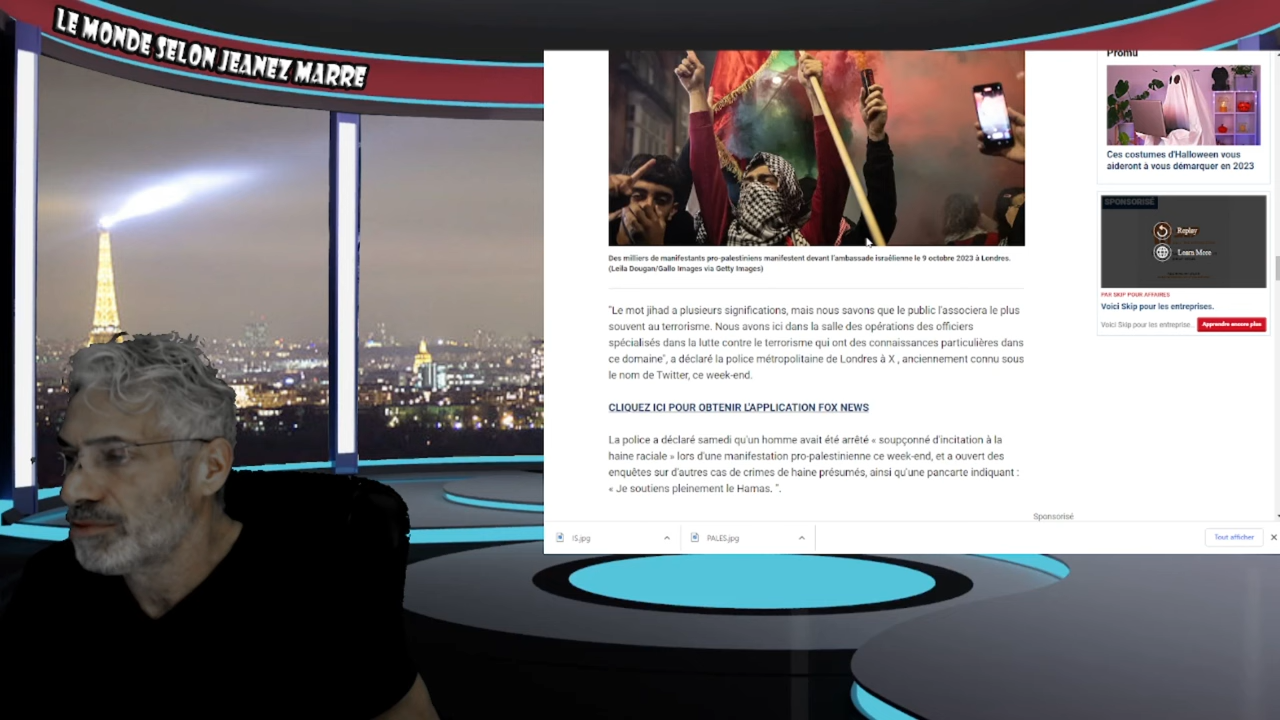 LE MONDE SELON JEANEZ MARRE
Promu
Ces costumes d'Halloween vous
aideront à vous démarquer en 2023
SPONSORISÉ
Replay
Learn More
PAR SKIP POUR AFFAIRES
Voici Skip pour les entreprises.
Voici Skip pour les entreprise...
Apprendre encore plus
Des milliers de manifestants pro-palestiniens manifestent devant l'ambassade israélienne le 9 octobre 2023 à Londres.
(Leila Dougan/Gallo Images via Getty Images)
"Le mot jihad a plusieurs significations, mais nous savons que le public l'associera le plus
souvent au terrorisme. Nous avons ici dans la salle des opérations des officiers
spécialisés dans la lutte contre le terrorisme qui ont des connaissances particulières dans
ce domaine", a déclaré la police métropolitaine de Londres à X , anciennement connu sous
le nom de Twitter, ce week-end.
CLIQUEZ ICI POUR OBTENIR L'APPLICATION FOX NEWS
La police a déclaré samedi qu'un homme avait été arrêté « soupçonné d'incitation à la
haine raciale » lors d'une manifestation pro-palestinienne ce week-end, et a ouvert des
enquêtes sur d'autres cas de crimes de haine présumés, ainsi qu'une pancarte indiquant :
« Je soutiens pleinement le Hamas. ".
Sponsorisé
IS.jpg
PALES.jpg
Tout afficher